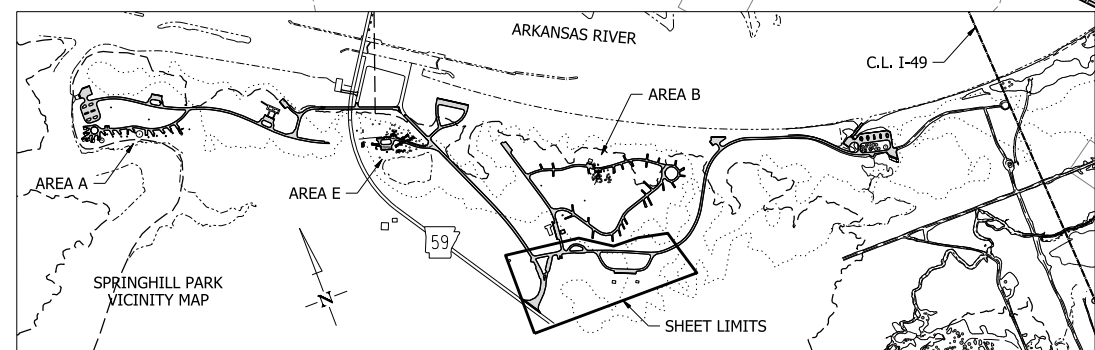 ARKANSAS RIVER
C.L. I-49
AREA B
AREA A
AREA E
59
SPRINGHILL PARK
VICINITY MAP
N
SHEET LIMITS